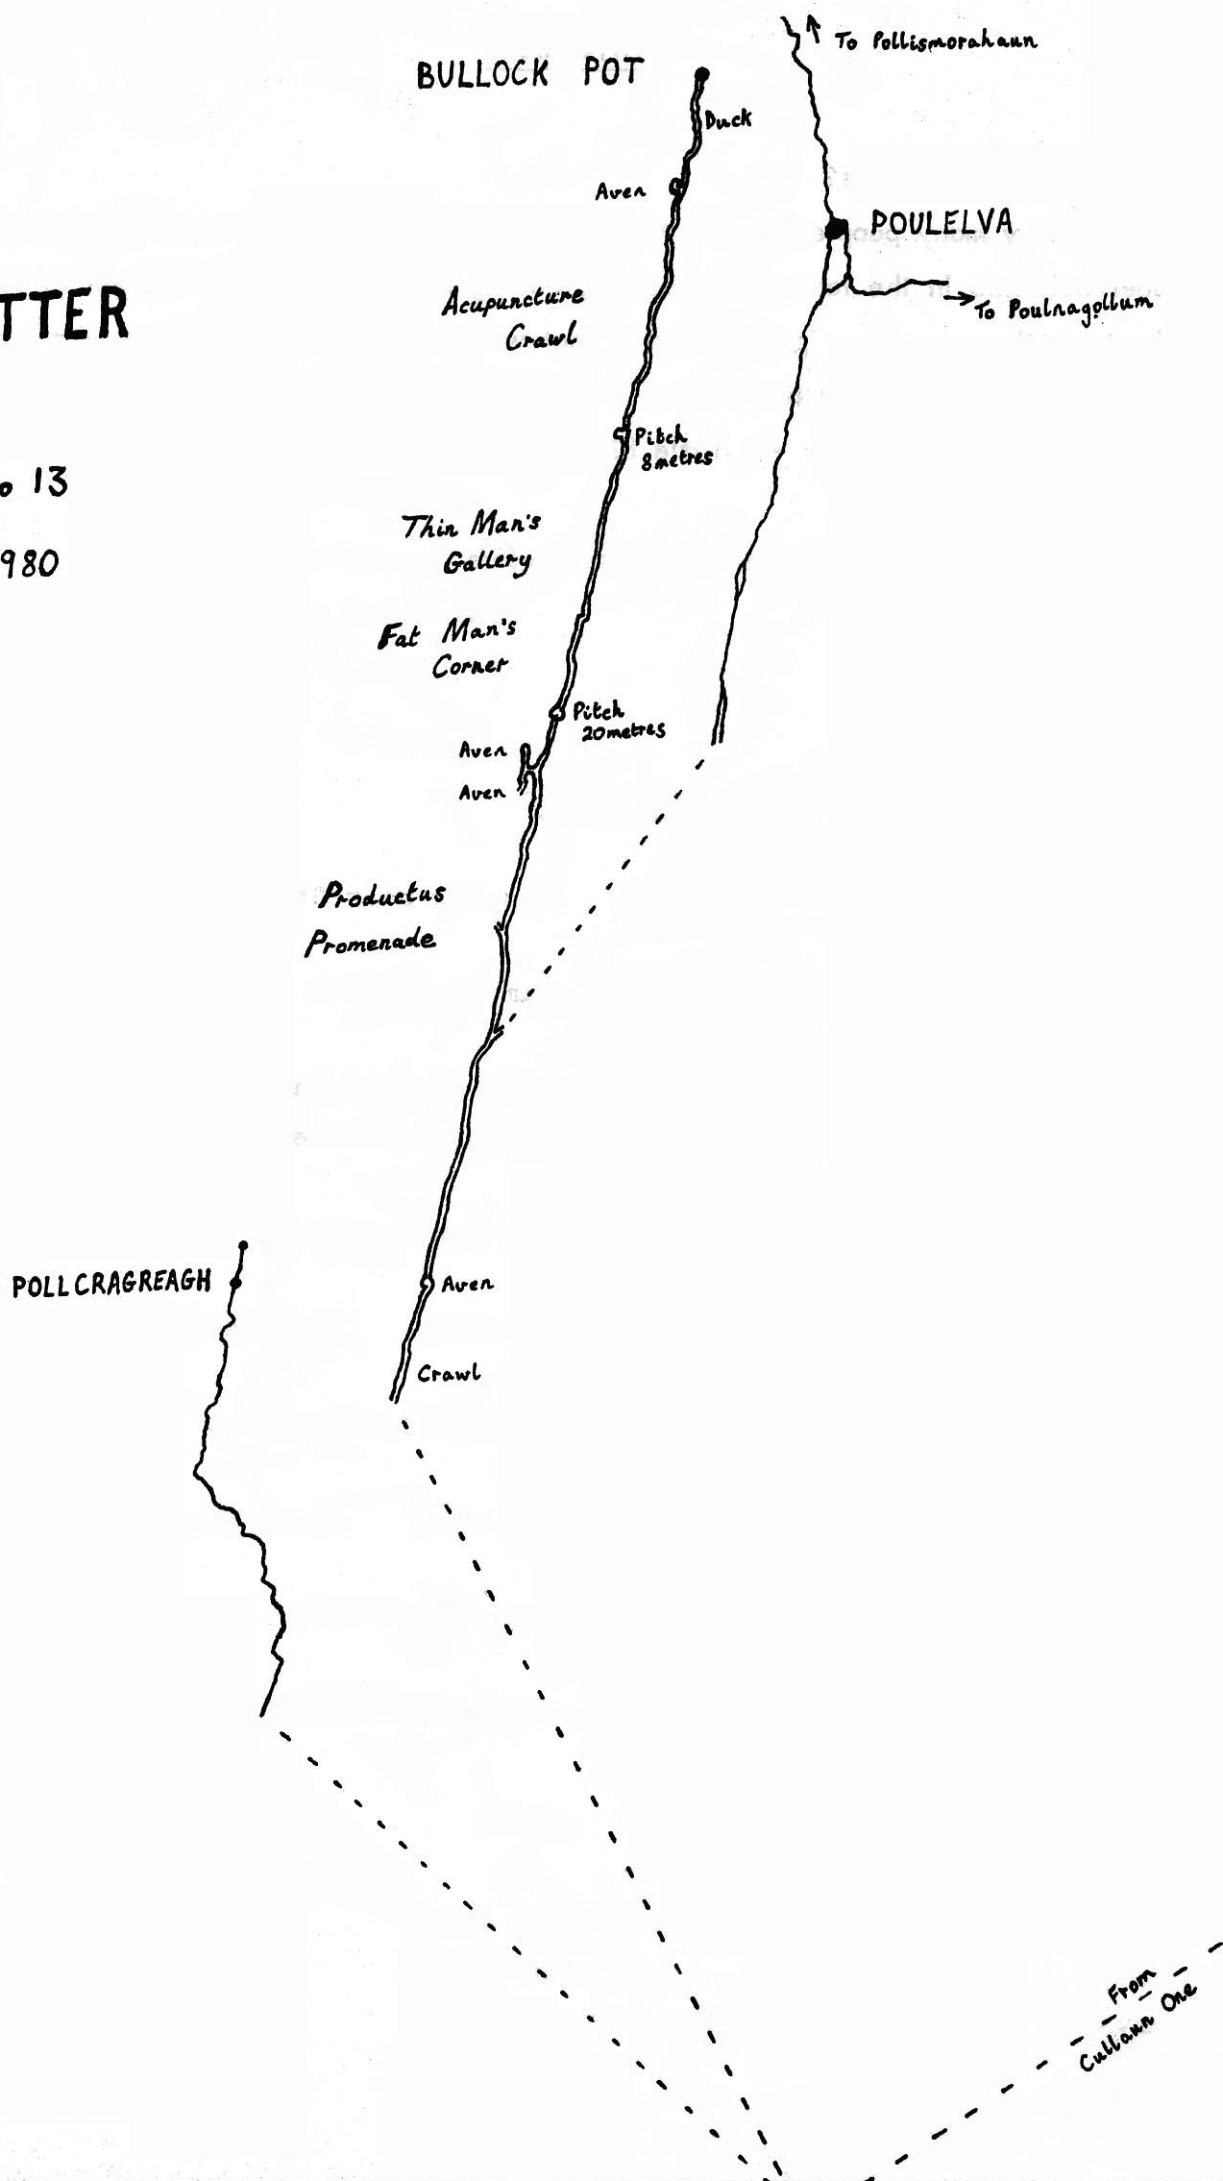 To Pollismorahaun
BULLOCK POT
Duck
Aven
POULELVA
TTER
Acupuncture
Crawl
To Poulnagollum
Pitch
8metres
o 13
Thin Man's
Gallery
980
Fat Man's
Corner
Pitch
20metres
Aven
Aven
Productus
Promenade
POLLCRAGREAGH
Aven
Crawl
From
Cullaun One